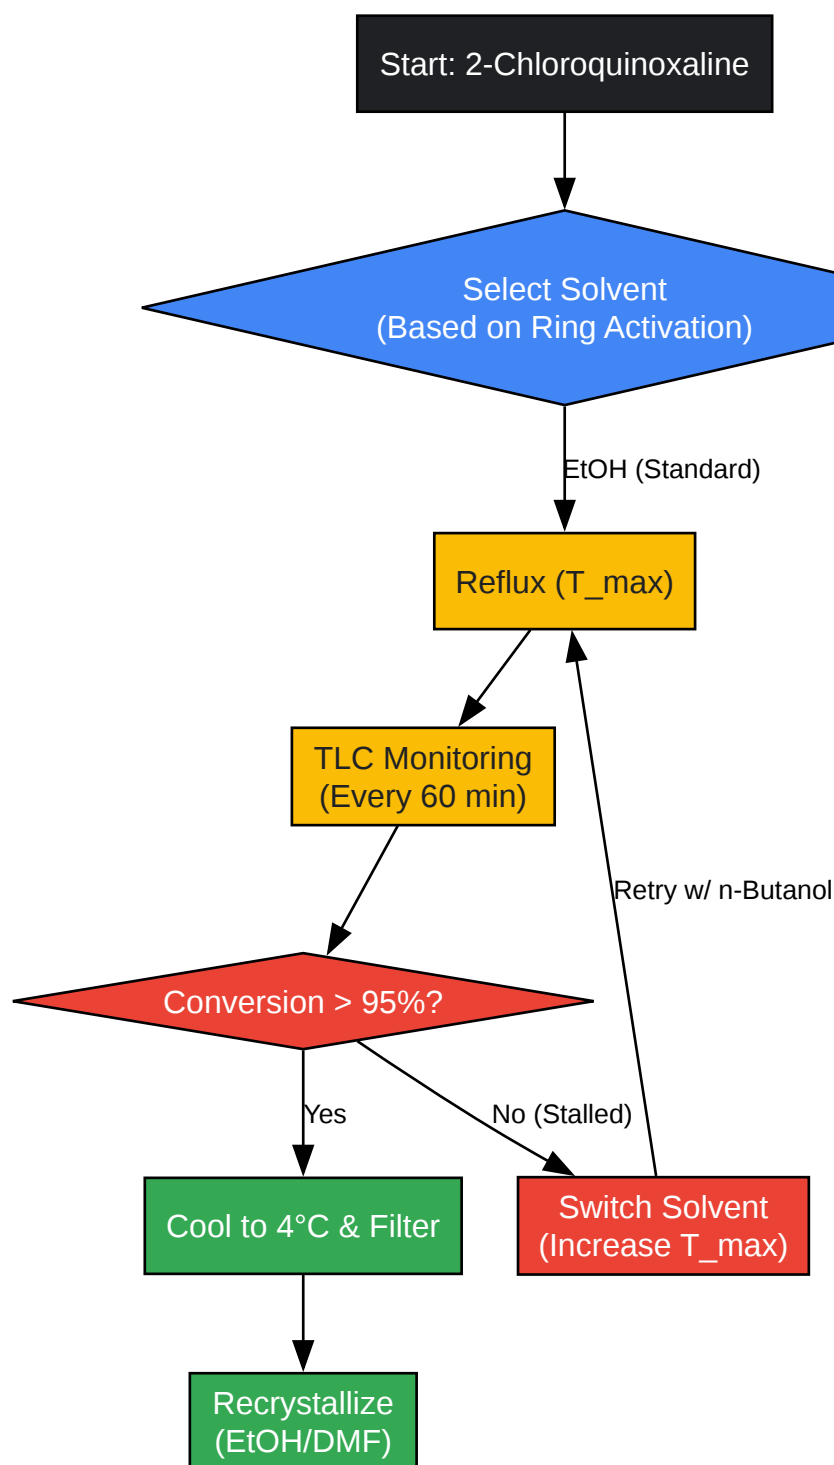 Start: 2-Chloroquinoxaline
Select Solvent
(Based on Ring Activation)
EtOH (Standard)
Reflux (T_max)
TLC Monitoring
(Every 60 min)
Retry w/ n-Butanol
Conversion > 95%?
Yes
No (Stalled)
Cool to 4°C & Filter
Switch Solvent
(Increase T_max)
Recrystallize
(EtOH/DMF)